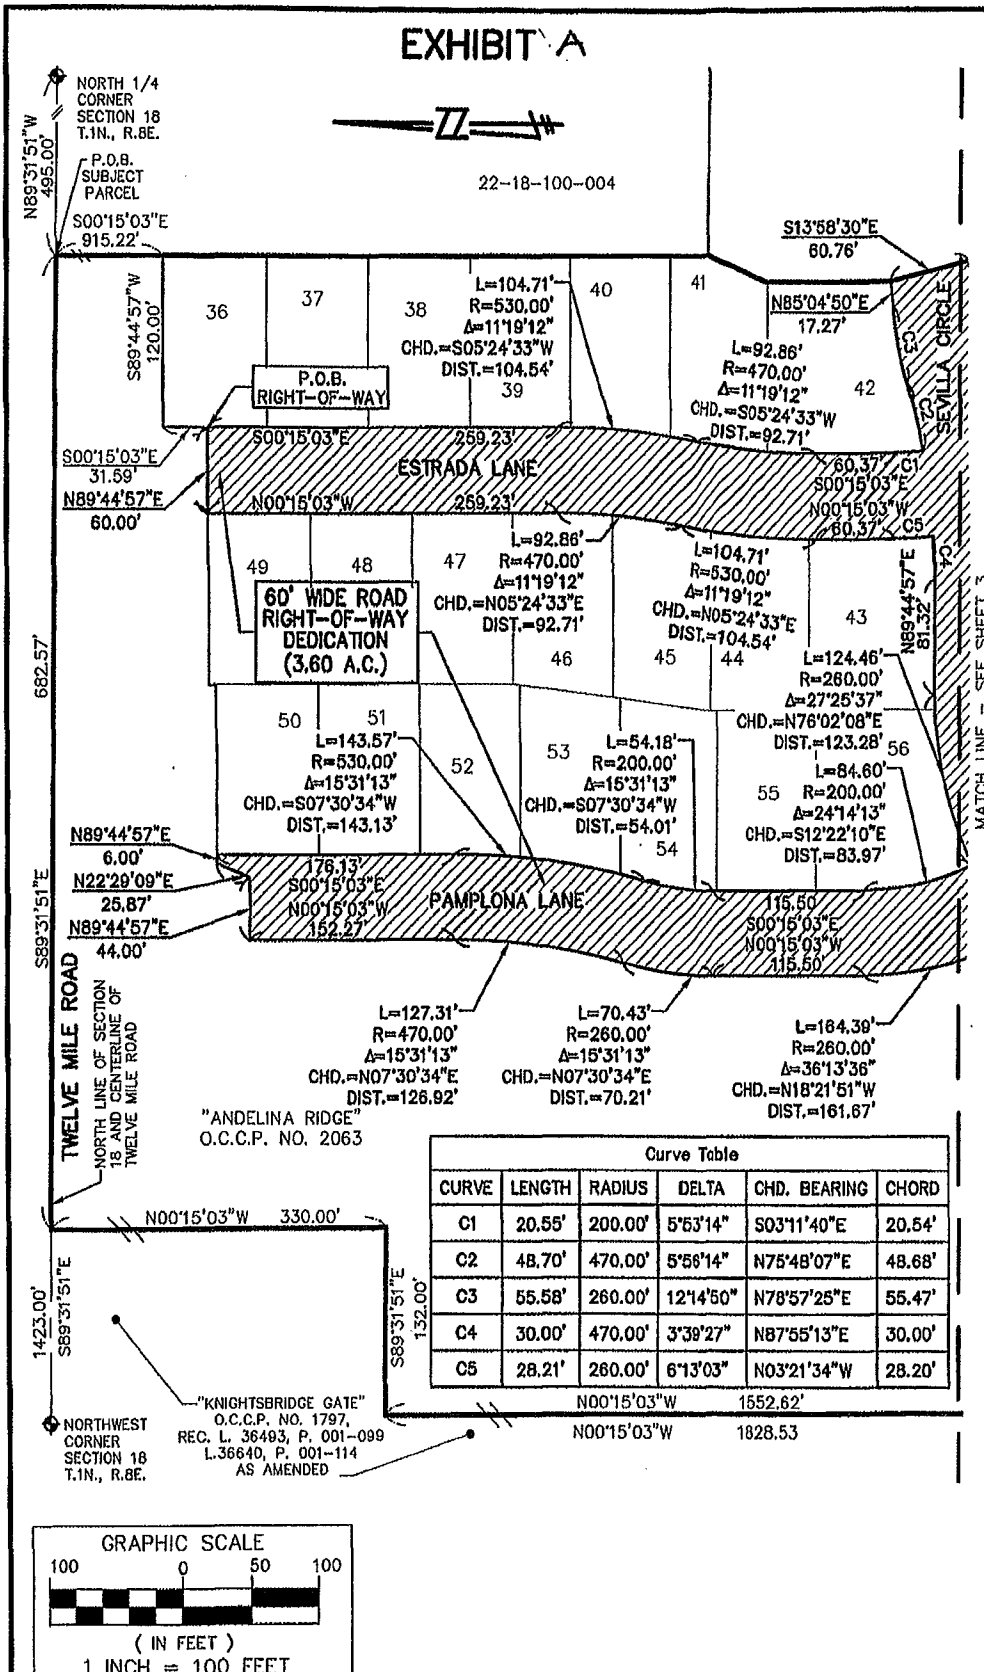 EXHIBIT A
NORTH 1/4
CORNER
SECTION 18
T.1N., R.8E.
N89°31'51"W
495.00'
P.O.B.
SUBJECT
PARCEL
S00°15'03"E
915.22'
22-18-100-004
S13°58'30"E
60.76'
N85°04'50"E
17.27'
SEVILLA CIRCLE
S89°44'57"W
120.00'
36
37
38
39
40
41
42
L=104.71'
R=530.00'
Δ=11°19'12"
CHD.=S05°24'33"W
DIST.=104.54'
L=92.86'
R=470.00'
Δ=11°19'12"
CHD.=S05°24'33"W
DIST.=92.71'
C3
C2
P.O.B.
RIGHT-OF-WAY
S00°15'03"E
31.59'
N89°44'57"E
60.00'
S00°15'03"E 259.23'
ESTRADA LANE
N00°15'03"W 259.23'
60.37' C1
S00°15'03"E
N00°15'03"W
60.37' C5
C4
49
48
47
46
45
44
43
L=92.86'
R=470.00'
Δ=11°19'12"
CHD.=N05°24'33"E
DIST.=92.71'
L=104.71'
R=530.00'
Δ=11°19'12"
CHD.=N05°24'33"E
DIST.=104.54'
N89°44'57"E
81.32'
60' WIDE ROAD
RIGHT-OF-WAY
DEDICATION
(3.60 A.C.)
L=124.46'
R=260.00'
Δ=27°25'37"
CHD.=N76°02'08"E
DIST.=123.28'
MATCH LINE - SEE SHEET 3
682.57'
S89°31'51"E
50
51
52
53
54
55
56
L=143.57'
R=530.00'
Δ=15°31'13"
CHD.=S07°30'34"W
DIST.=143.13'
L=54.18'
R=200.00'
Δ=15°31'13"
CHD.=S07°30'34"W
DIST.=54.01'
L=84.60'
R=200.00'
Δ=24°14'13"
CHD.=S12°22'10"E
DIST.=83.97'
N89°44'57"E
6.00'
N22°29'09"E
25.87'
N89°44'57"E
44.00'
176.13'
S00°15'03"E
N00°15'03"W
152.27'
PAMPLONA LANE
115.50
S00°15'03"E
N00°15'03"W
115.50'
TWELVE MILE ROAD
NORTH LINE OF SECTION
18 AND CENTERLINE OF
TWELVE MILE ROAD
L=127.31'
R=470.00'
Δ=15°31'13"
CHD.=N07°30'34"E
DIST.=126.92'
L=70.43'
R=260.00'
Δ=15°31'13"
CHD.=N07°30'34"E
DIST.=70.21'
L=164.39'
R=260.00'
Δ=36°13'36"
CHD.=N18°21'51"W
DIST.=161.67'
"ANDELINA RIDGE"
O.C.C.P. NO. 2063
Curve Table
CURVE LENGTH RADIUS DELTA CHD. BEARING CHORD
C1 20.55' 200.00' 5°53'14" S03°11'40"E 20.54'
C2 48.70' 470.00' 5°56'14" N75°48'07"E 48.68'
C3 55.58' 260.00' 12°14'50" N78°57'25"E 55.47'
C4 30.00' 470.00' 3°39'27" N87°55'13"E 30.00'
C5 28.21' 260.00' 6°13'03" N03°21'34"W 28.20'
N00°15'03"W 330.00'
S89°31'51"E
132.00'
1423.00'
S89°31'51"E
N00°15'03"W 1552.62'
N00°15'03"W 1828.53
"KNIGHTSBRIDGE GATE"
O.C.C.P. NO. 1797,
REC. L. 36493, P. 001-099
L.36640, P. 001-114
AS AMENDED
NORTHWEST
CORNER
SECTION 18
T.1N., R.8E.
GRAPHIC SCALE
100 0 50 100
( IN FEET )
1 INCH = 100 FEET